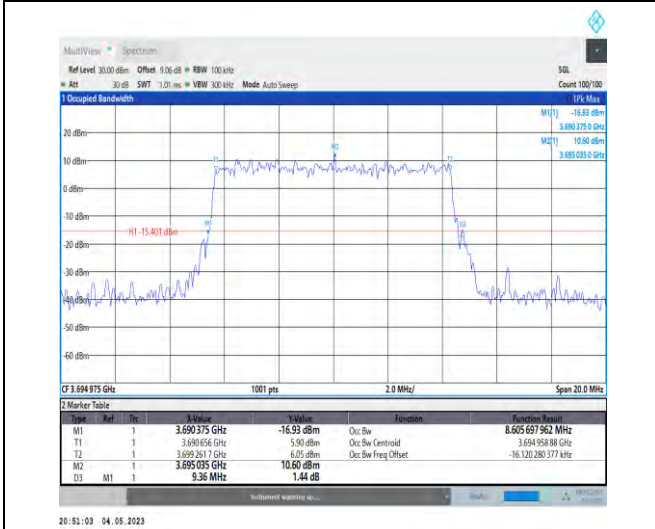 MultiView Spectrum
Ref Level 30.00 dBm Offset 9.06 dB RBW 100 kHz SGL
Att 30 dB SWT 1.01 ms VBW 300 kHz Mode Auto Sweep Count 100/100
1 Occupied Bandwidth 1Pk Max
M1[1] -16.93 dBm
3.690 375 0 GHz
M2[1] 10.60 dBm
3.695 035 0 GHz
20 dBm
M2
10 dBm
T1 T2
0 dBm
-10 dBm
M1 D3
H1 -15.401 dBm
-20 dBm
-30 dBm
-40 dBm
-50 dBm
-60 dBm
CF 3.694 975 GHz 1001 pts 2.0 MHz/ Span 20.0 MHz
2 Marker Table
Type Ref Trc X-Value Y-Value Function Function Result
M1 1 3.690 375 GHz -16.93 dBm Occ Bw 8.605 697 962 MHz
T1 1 3.690 656 GHz 5.90 dBm Occ Bw Centroid 3.694 958 88 GHz
T2 1 3.699 261 7 GHz 6.05 dBm Occ Bw Freq Offset -16.120 280 377 kHz
M2 1 3.695 035 GHz 10.60 dBm
D3 M1 1 9.36 MHz 1.44 dB
Instrument warming up...
20:51:03 04.05.2023